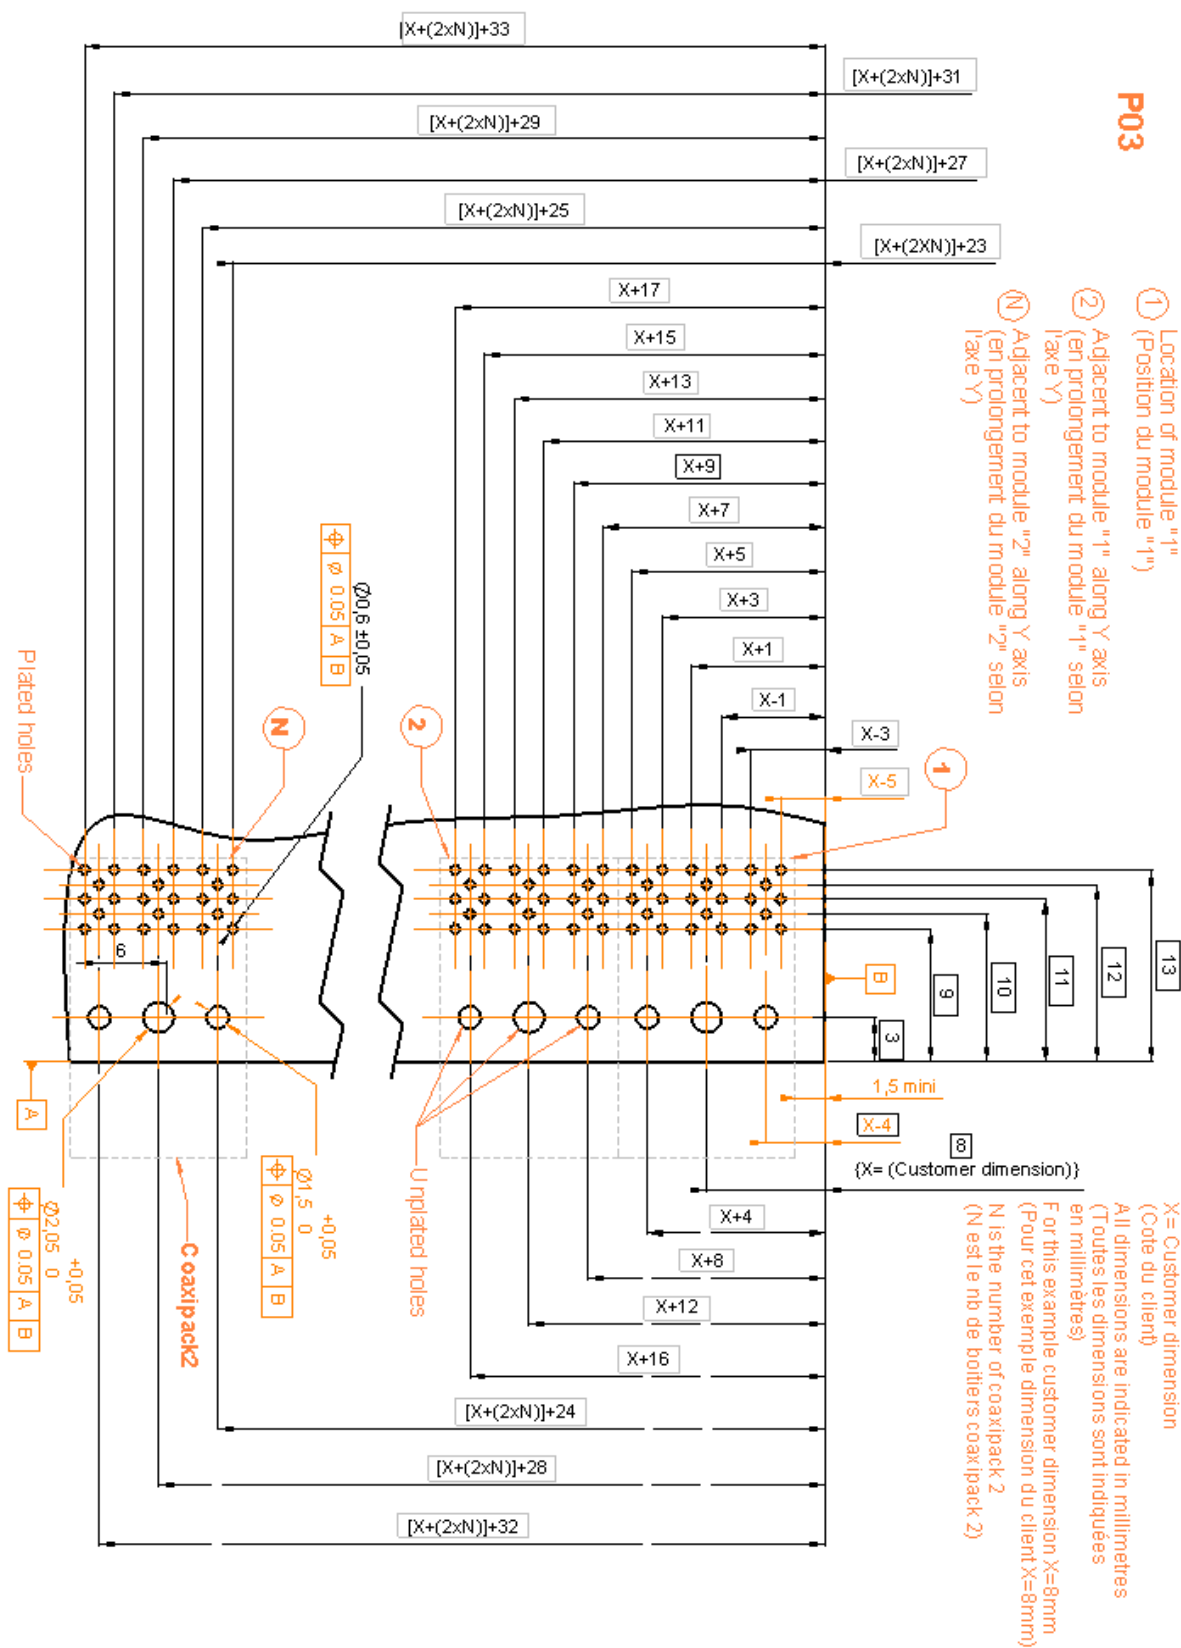 P03
1 Location of module "1"
(Position du module "1")
2 Adjacent to module "1" along Y axis
(en prolongement du module "1" selon
l'axe Y)
N Adjacent to module "2" along Y axis
(en prolongement du module "2" selon
l'axe Y)
[X+(2xN)]+33
[X+(2xN)]+31
[X+(2xN)]+29
[X+(2xN)]+27
[X+(2xN)]+25
[X+(2XN)]+23
X+17
X+15
X+13
X+11
X+9
X+7
X+5
X+3
X+1
X-1
X-3
X-5
Ø0,6 ±0,05
⌖ Ø 0.05 A B
Plated holes
N
2
1
6
B
13
12
11
10
9
3
A
1,5 mini
X-4
8
{X= (Customer dimension)}
X+4
X+8
X+12
X+16
[X+(2xN)]+24
[X+(2xN)]+28
[X+(2xN)]+32
Unplated holes
+0,05
Ø1,5 0
⌖ Ø 0.05 A B
Coaxipack2
+0,05
Ø2,05 0
⌖ Ø 0.05 A B
X= Customer dimension
(Cote du client)
All dimensions are indicated in millimetres
(Toutes les dimensions sont indiquées
en millimètres)
For this example customer dimension X=8mm
(Pour cet exemple dimension du client X=8mm)
N is the number of coaxipack 2
(N est le nb de boitiers coaxipack 2)